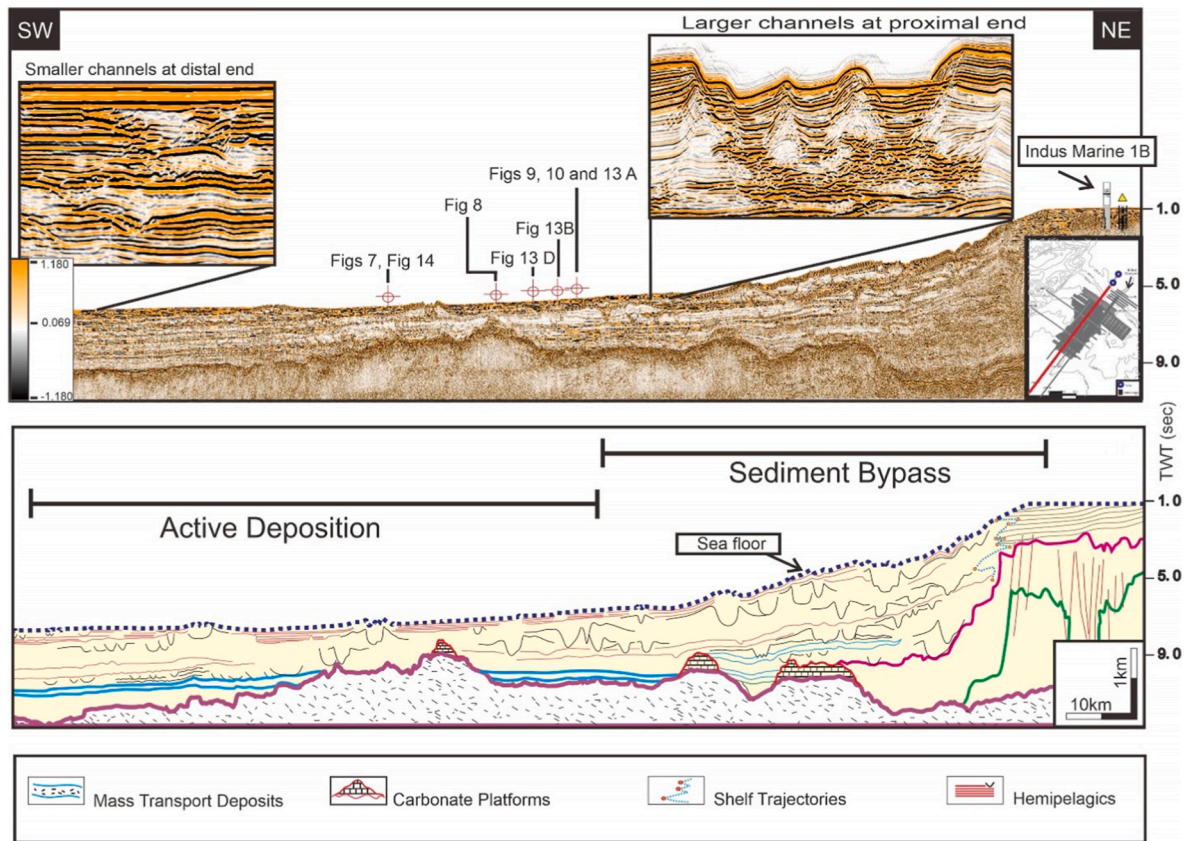 SW
Larger channels at proximal end
NE
Smaller channels at distal end
Indus Marine 1B
Figs 9, 10 and 13 A
Fig 8
Fig 13B
Figs 7, Fig 14
Fig 13 D
1.0
5.0
9.0
1.180
0.069
-1.180
TWT (sec)
Sediment Bypass
Active Deposition
Sea floor
1.0
5.0
9.0
1km
10km
Mass Transport Deposits
Carbonate Platforms
Shelf Trajectories
Hemipelagics